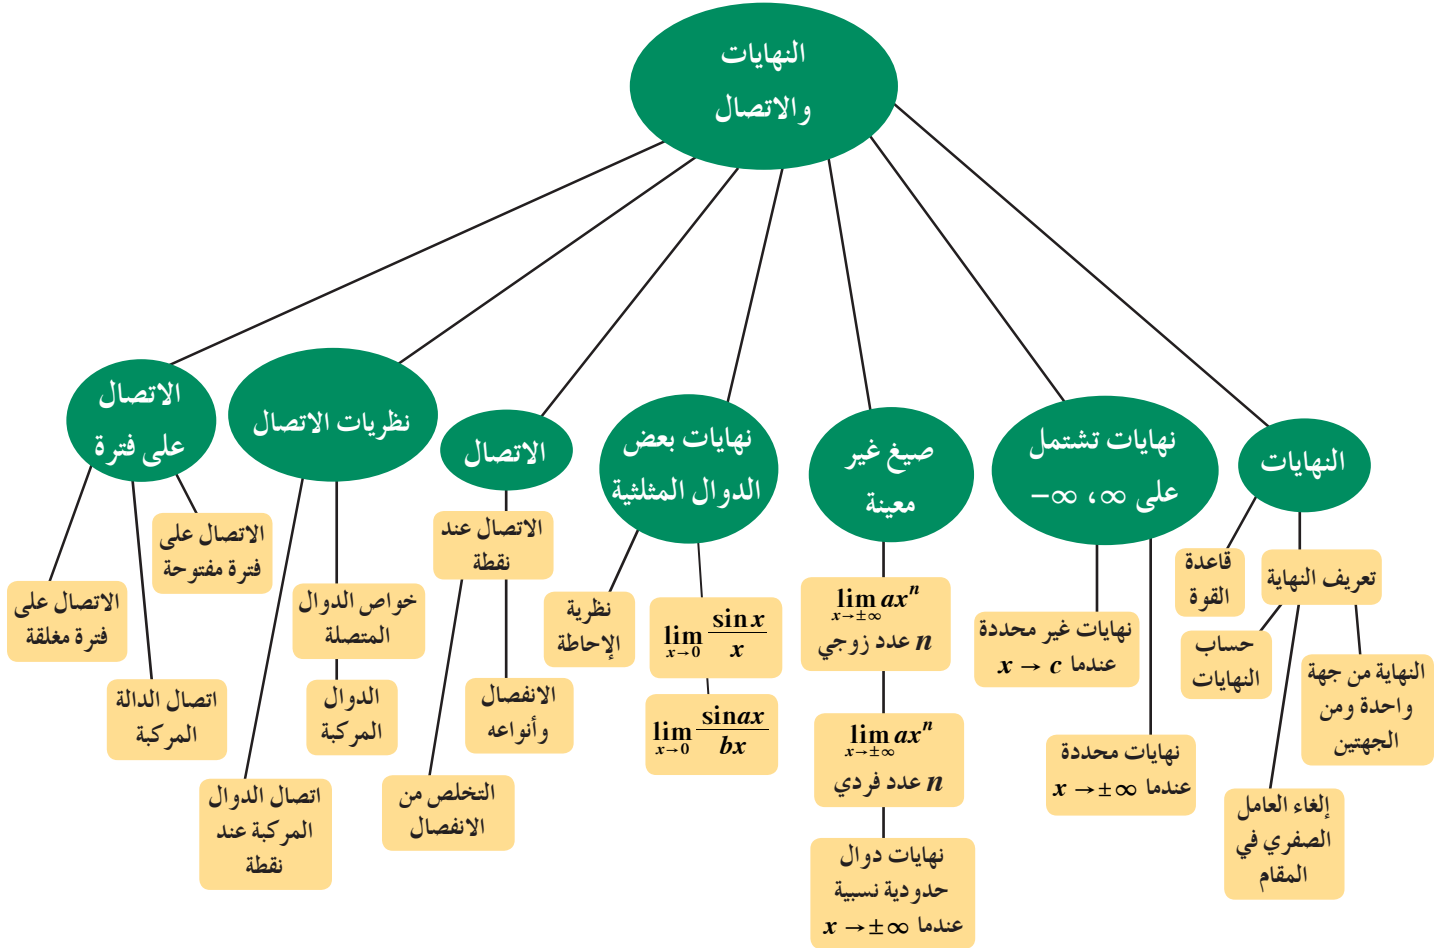 النهايات
والاتصال
النهايات
قاعدة
القوة
تعريف النهاية
حساب
النهايات
النهاية من جهة
واحدة ومن
الجهتين
إلغاء العامل
الصفري في
المقام
نهايات تشتمل
على ∞، ∞−
نهايات غير محددة
عندما x → c
نهايات محددة
عندما x → ±∞
صيغ غير
معينة
lim ax^n
x→±∞
n عدد زوجي
lim ax^n
x→±∞
n عدد فردي
نهايات دوال
حدودية نسبية
عندما x → ±∞
نهايات بعض
الدوال المثلثية
نظرية
الإحاطة
lim sin x / x
x→0
lim sinax / bx
x→0
الاتصال
الاتصال عند
نقطة
الانفصال
وأنواعه
التخلص من
الانفصال
نظريات الاتصال
خواص الدوال
المتصلة
الدوال
المركبة
اتصال الدوال
المركبة عند
نقطة
الاتصال
على فترة
الاتصال على
فترة مفتوحة
اتصال الدالة
المركبة
الاتصال على
فترة مغلقة